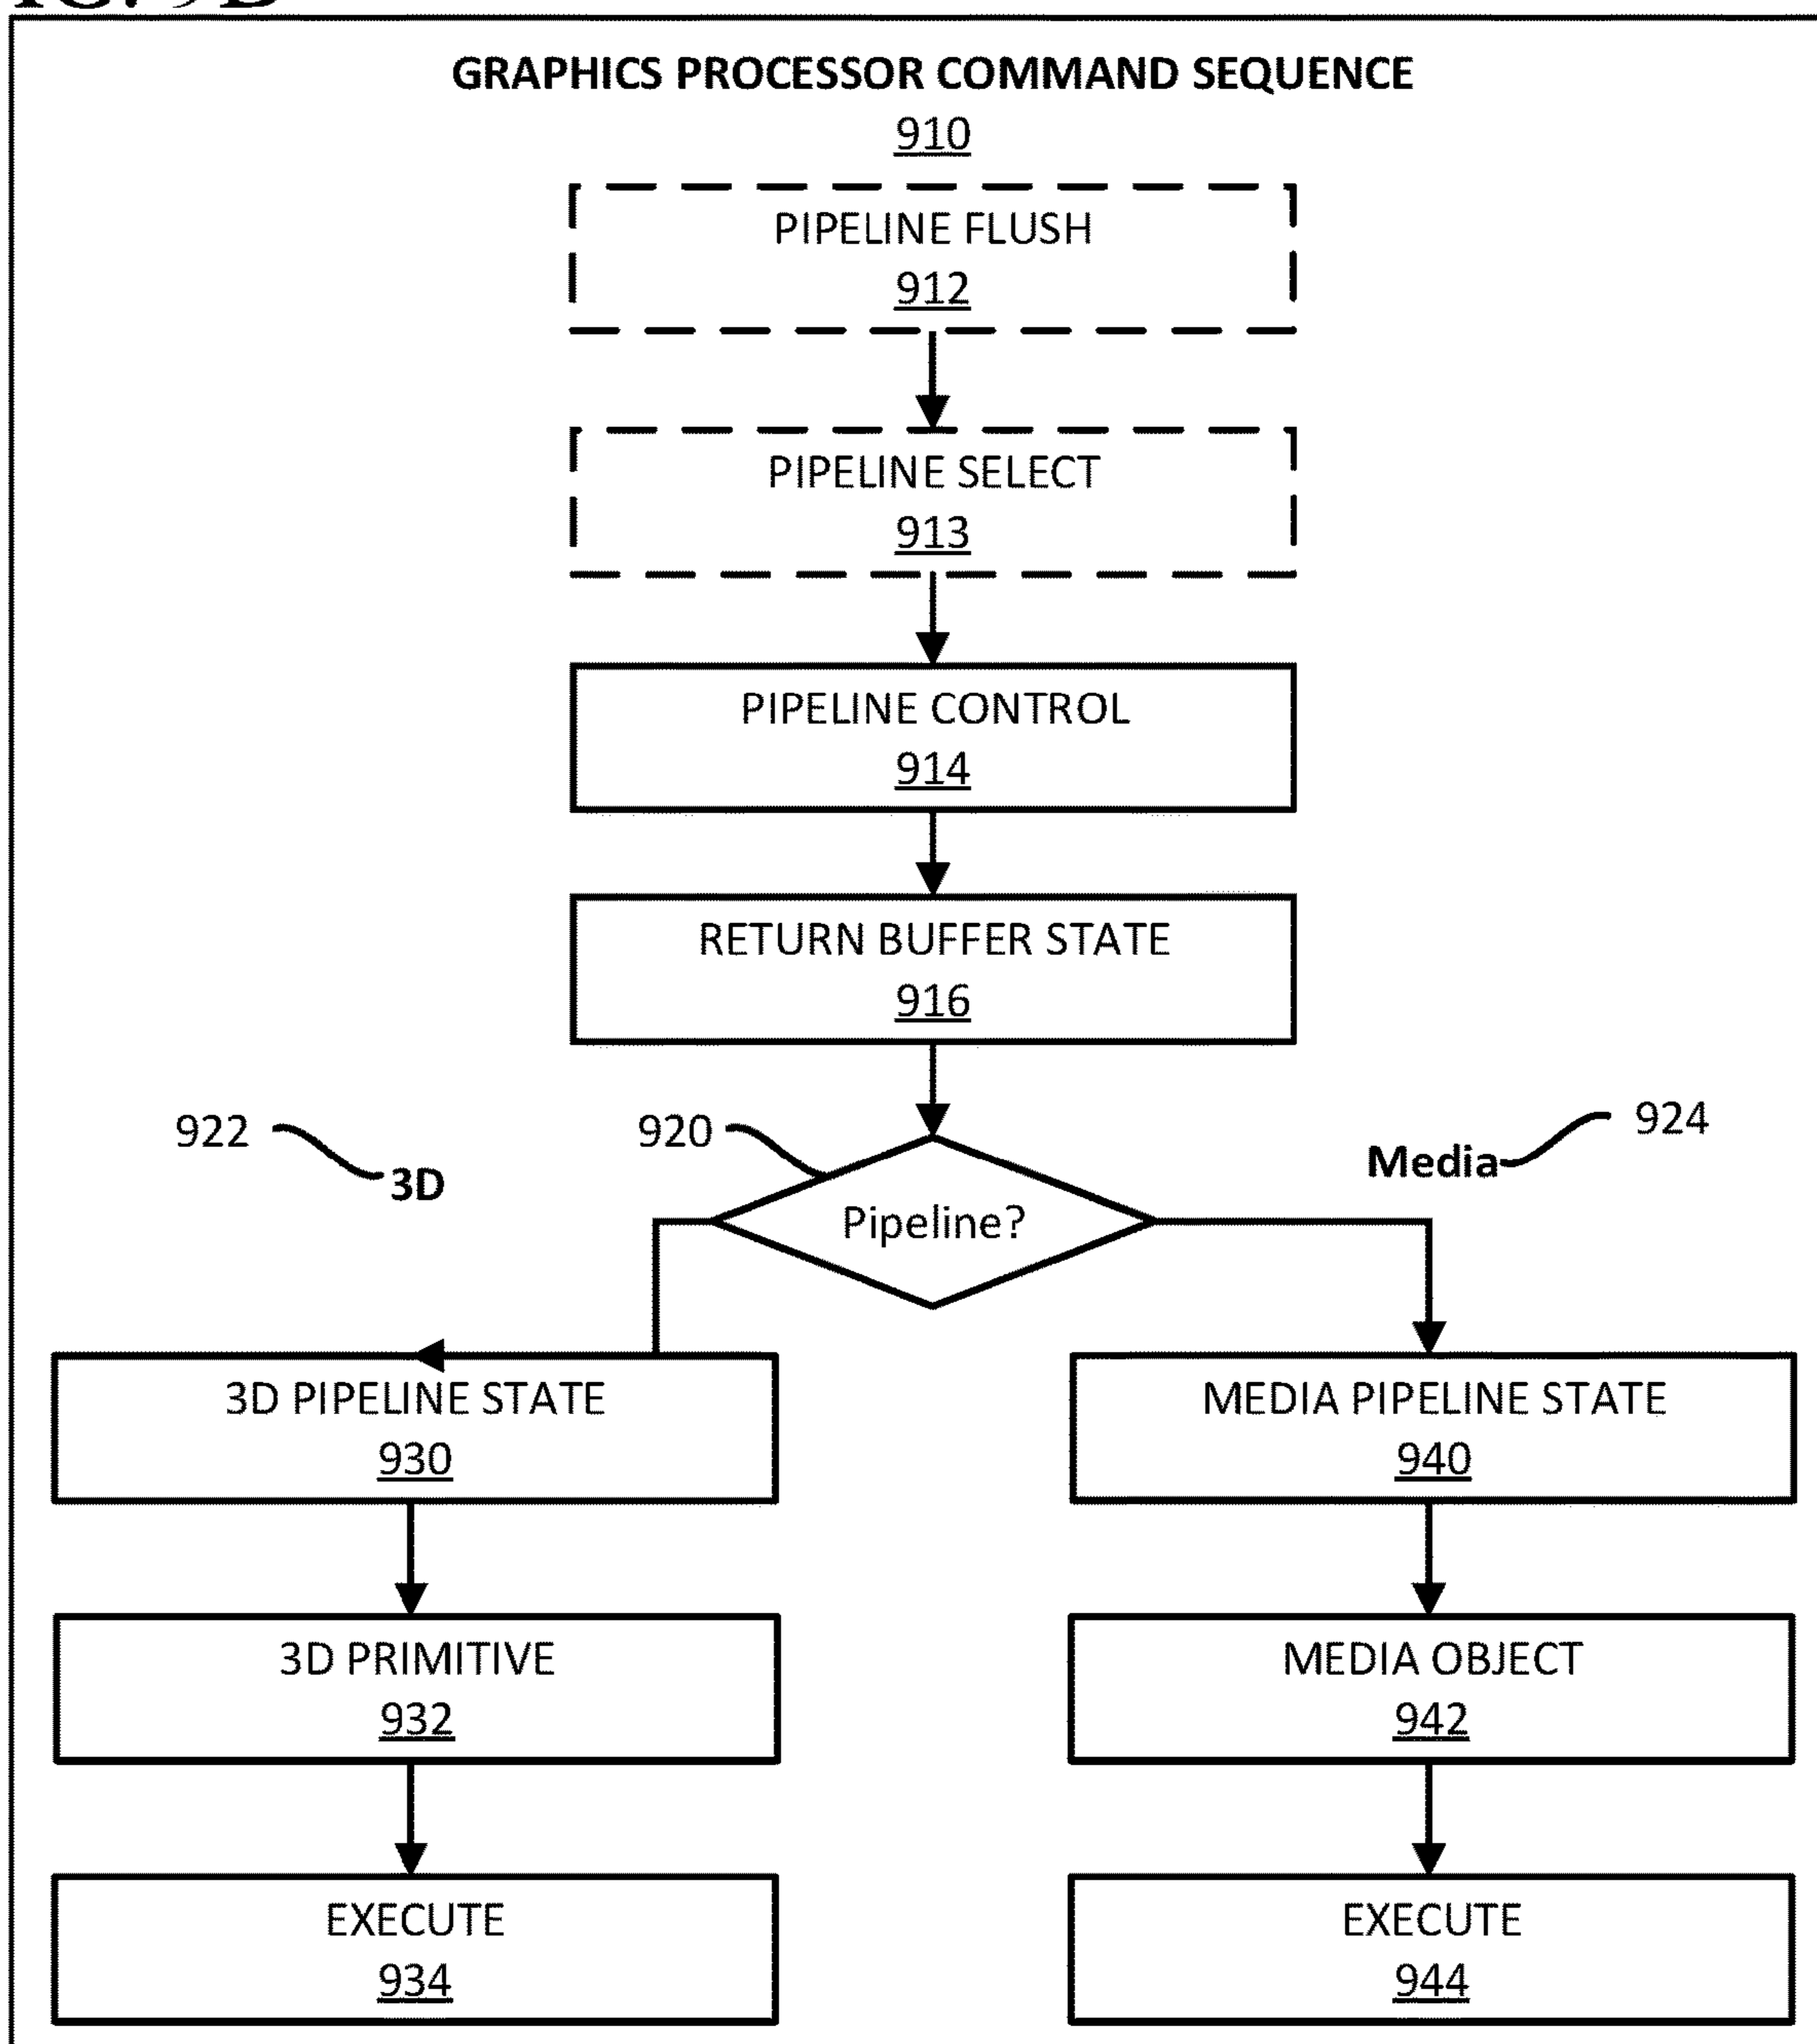 GRAPHICS PROCESSOR COMMAND SEQUENCE
910
PIPELINE FLUSH
912
PIPELINE SELECT
913
PIPELINE CONTROL
914
RETURN BUFFER STATE
916
922
3D
920
Pipeline?
Media
924
3D PIPELINE STATE
930
MEDIA PIPELINE STATE
940
3D PRIMITIVE
932
MEDIA OBJECT
942
EXECUTE
934
EXECUTE
944